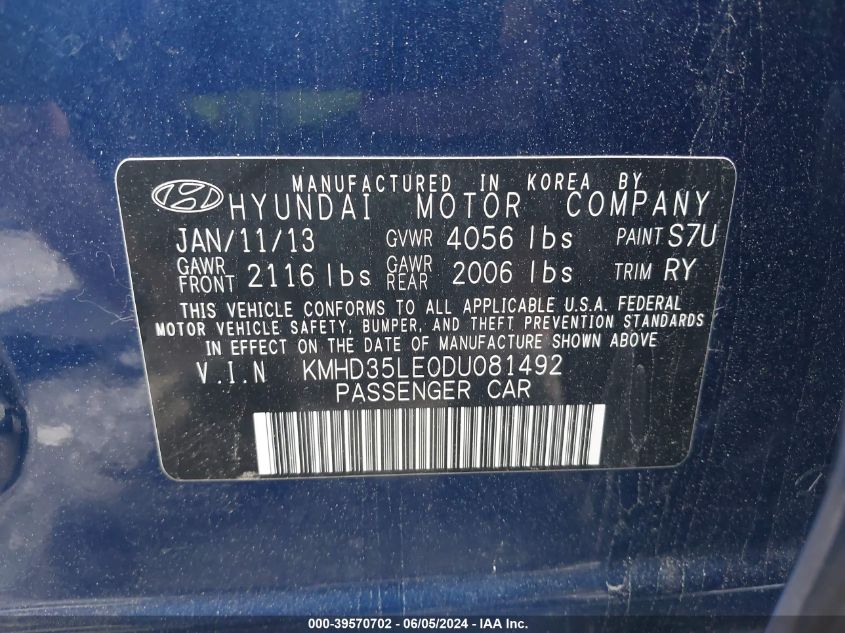 MANUFACTURED IN KOREA BY
HYUNDAI MOTOR COMPANY
JAN/11/13 GVWR 4056 lbs PAINT S7U
GAWR FRONT 2116 lbs GAWR REAR 2006 lbs TRIM RY
THIS VEHICLE CONFORMS TO ALL APPLICABLE U.S.A. FEDERAL
MOTOR VEHICLE SAFETY, BUMPER, AND THEFT PREVENTION STANDARDS
IN EFFECT ON THE DATE OF MANUFACTURE SHOWN ABOVE
V.I.N KMHD35LE0DU081492
PASSENGER CAR
000-39570702 - 06/05/2024 - IAA Inc.